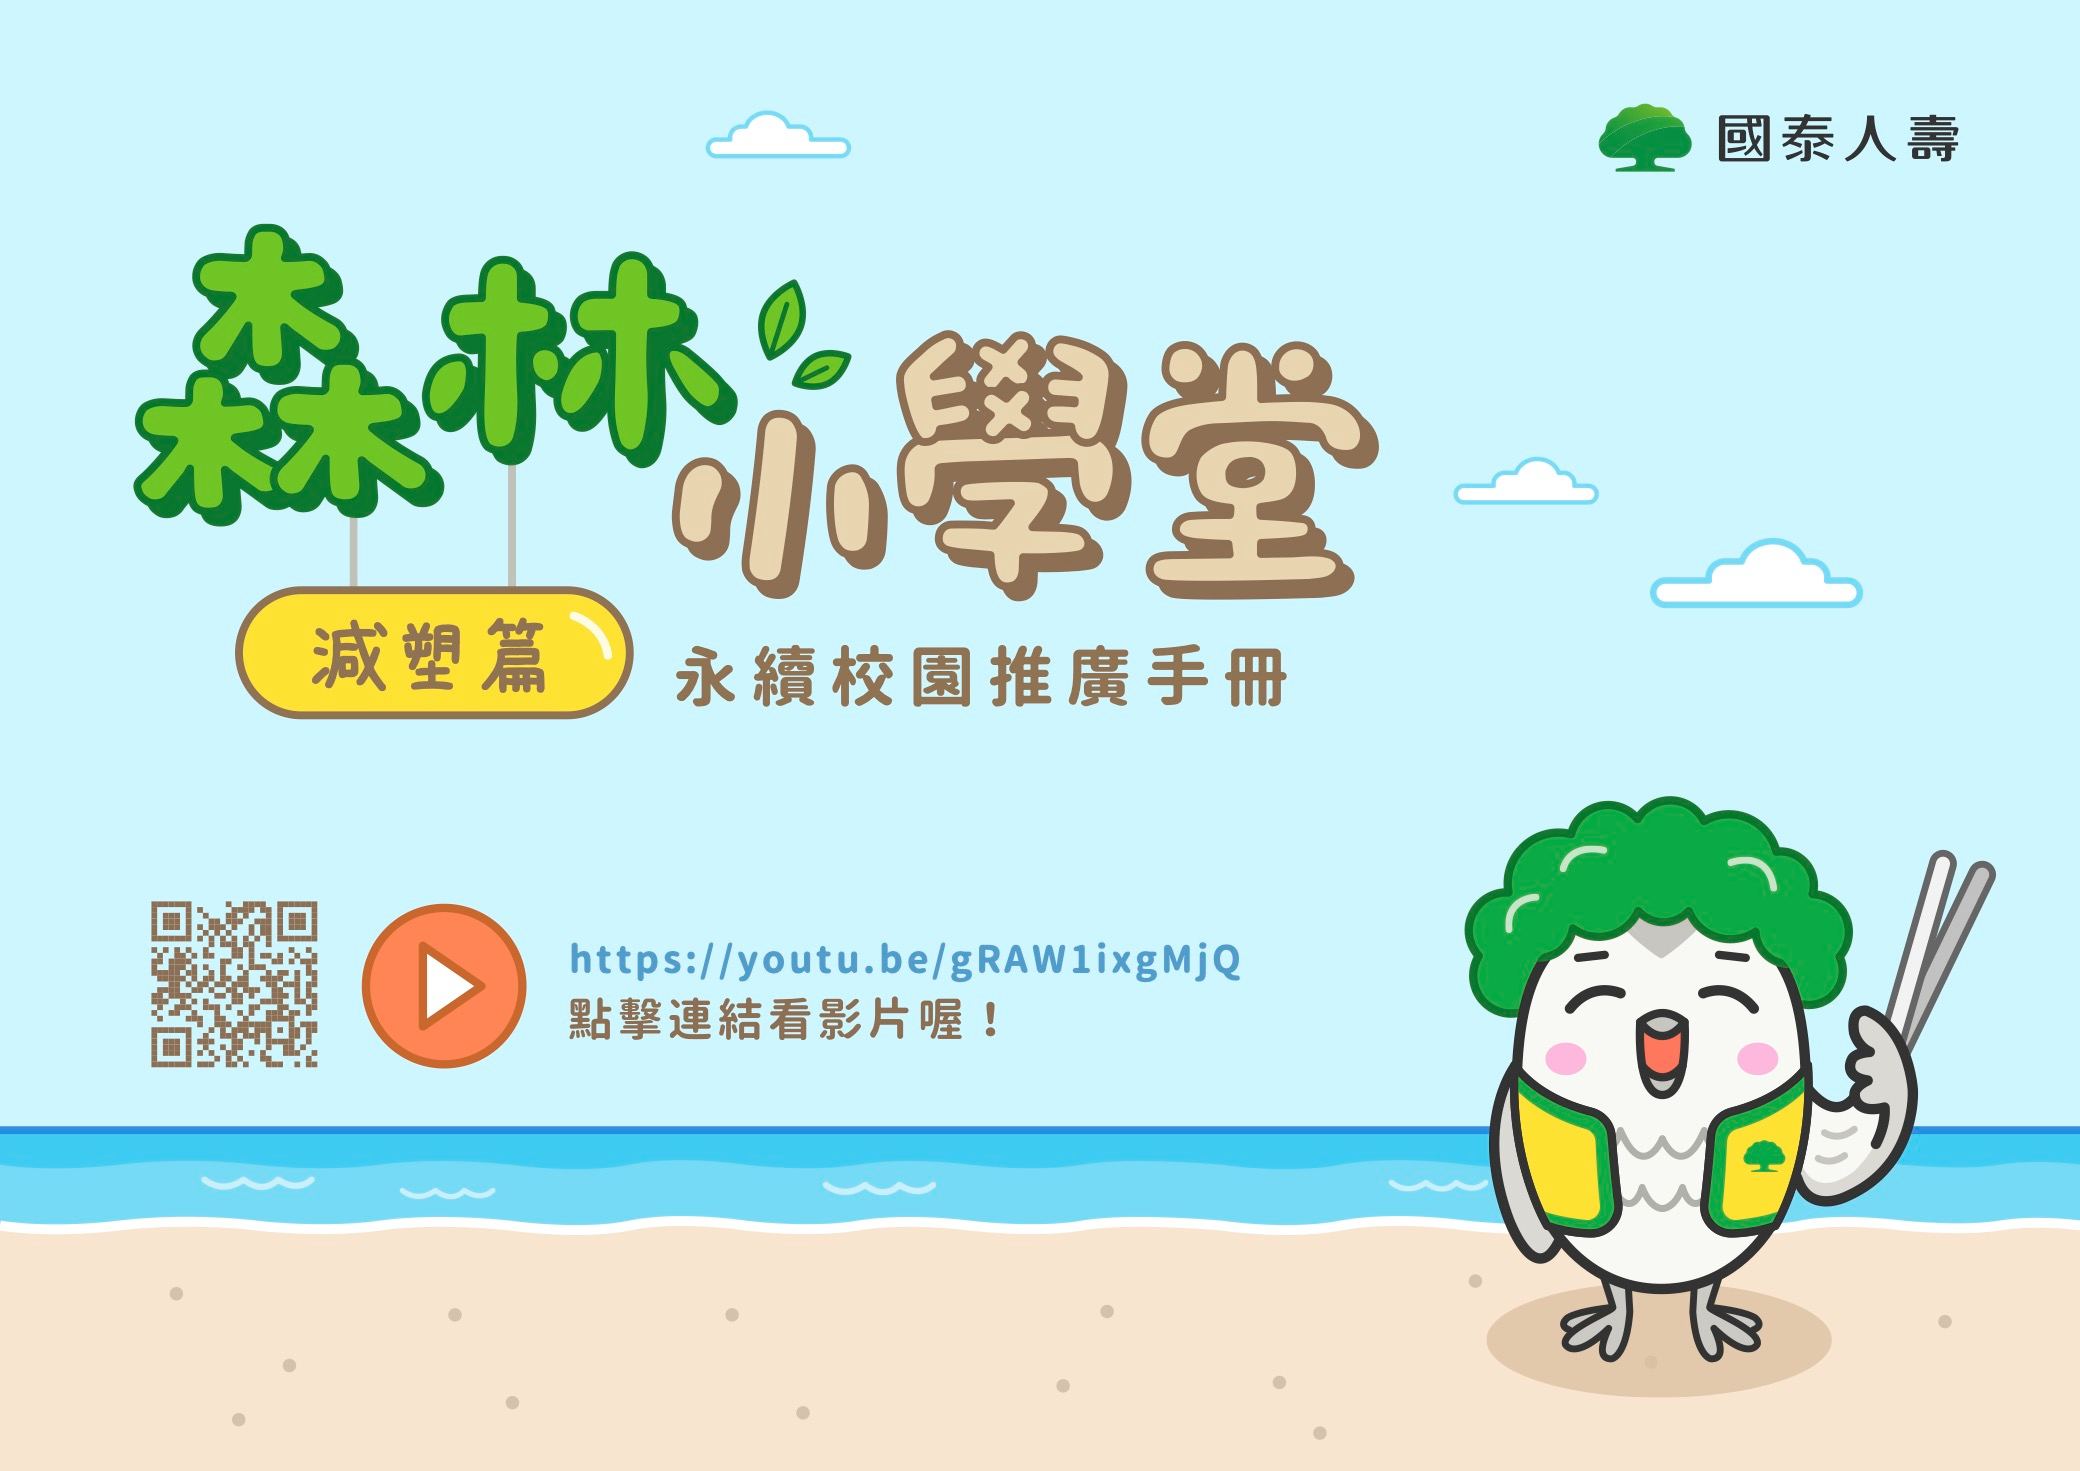 國泰人壽
森林小學堂
減塑篇
永續校園推廣手冊
https://youtu.be/gRAW1ixgMjQ
點擊連結看影片喔！